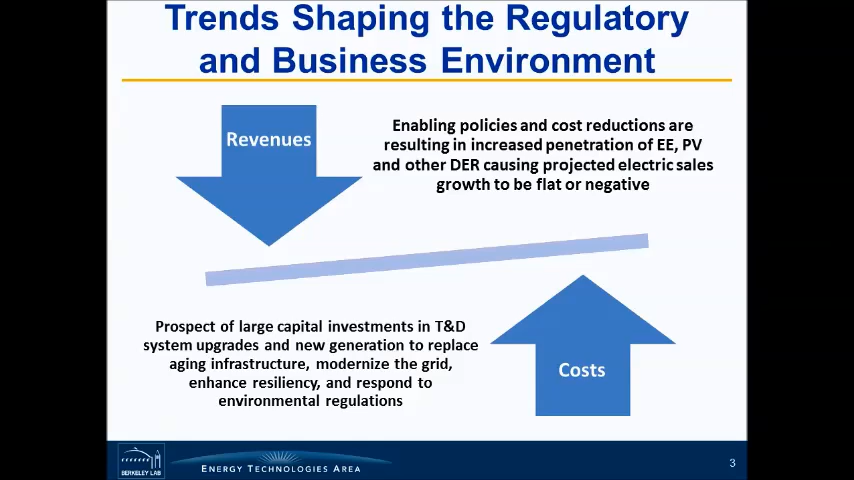 Trends Shaping the Regulatory
and Business Environment
Revenues
Enabling policies and cost reductions are
resulting in increased penetration of EE, PV
and other DER causing projected electric sales
growth to be flat or negative
Prospect of large capital investments in T&D
system upgrades and new generation to replace
aging infrastructure, modernize the grid,
enhance resiliency, and respond to
environmental regulations
Costs
BERKELEY LAB
ENERGY TECHNOLOGIES AREA
3